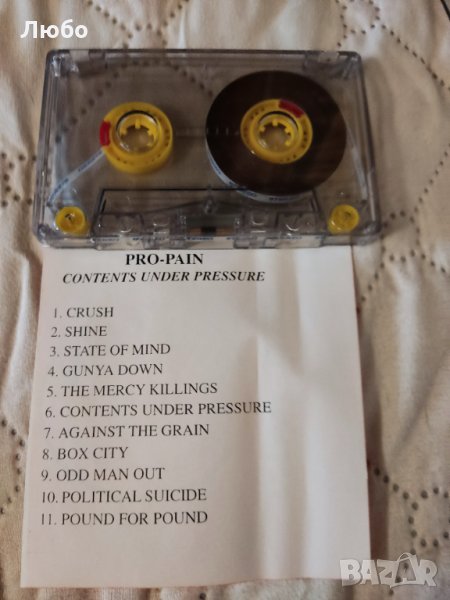 Любо
PRO-PAIN
CONTENTS UNDER PRESSURE
1. CRUSH
2. SHINE
3. STATE OF MIND
4. GUNYA DOWN
5. THE MERCY KILLINGS
6. CONTENTS UNDER PRESSURE
7. AGAINST THE GRAIN
8. BOX CITY
9. ODD MAN OUT
10. POLITICAL SUICIDE
11. POUND FOR POUND
BAZAR